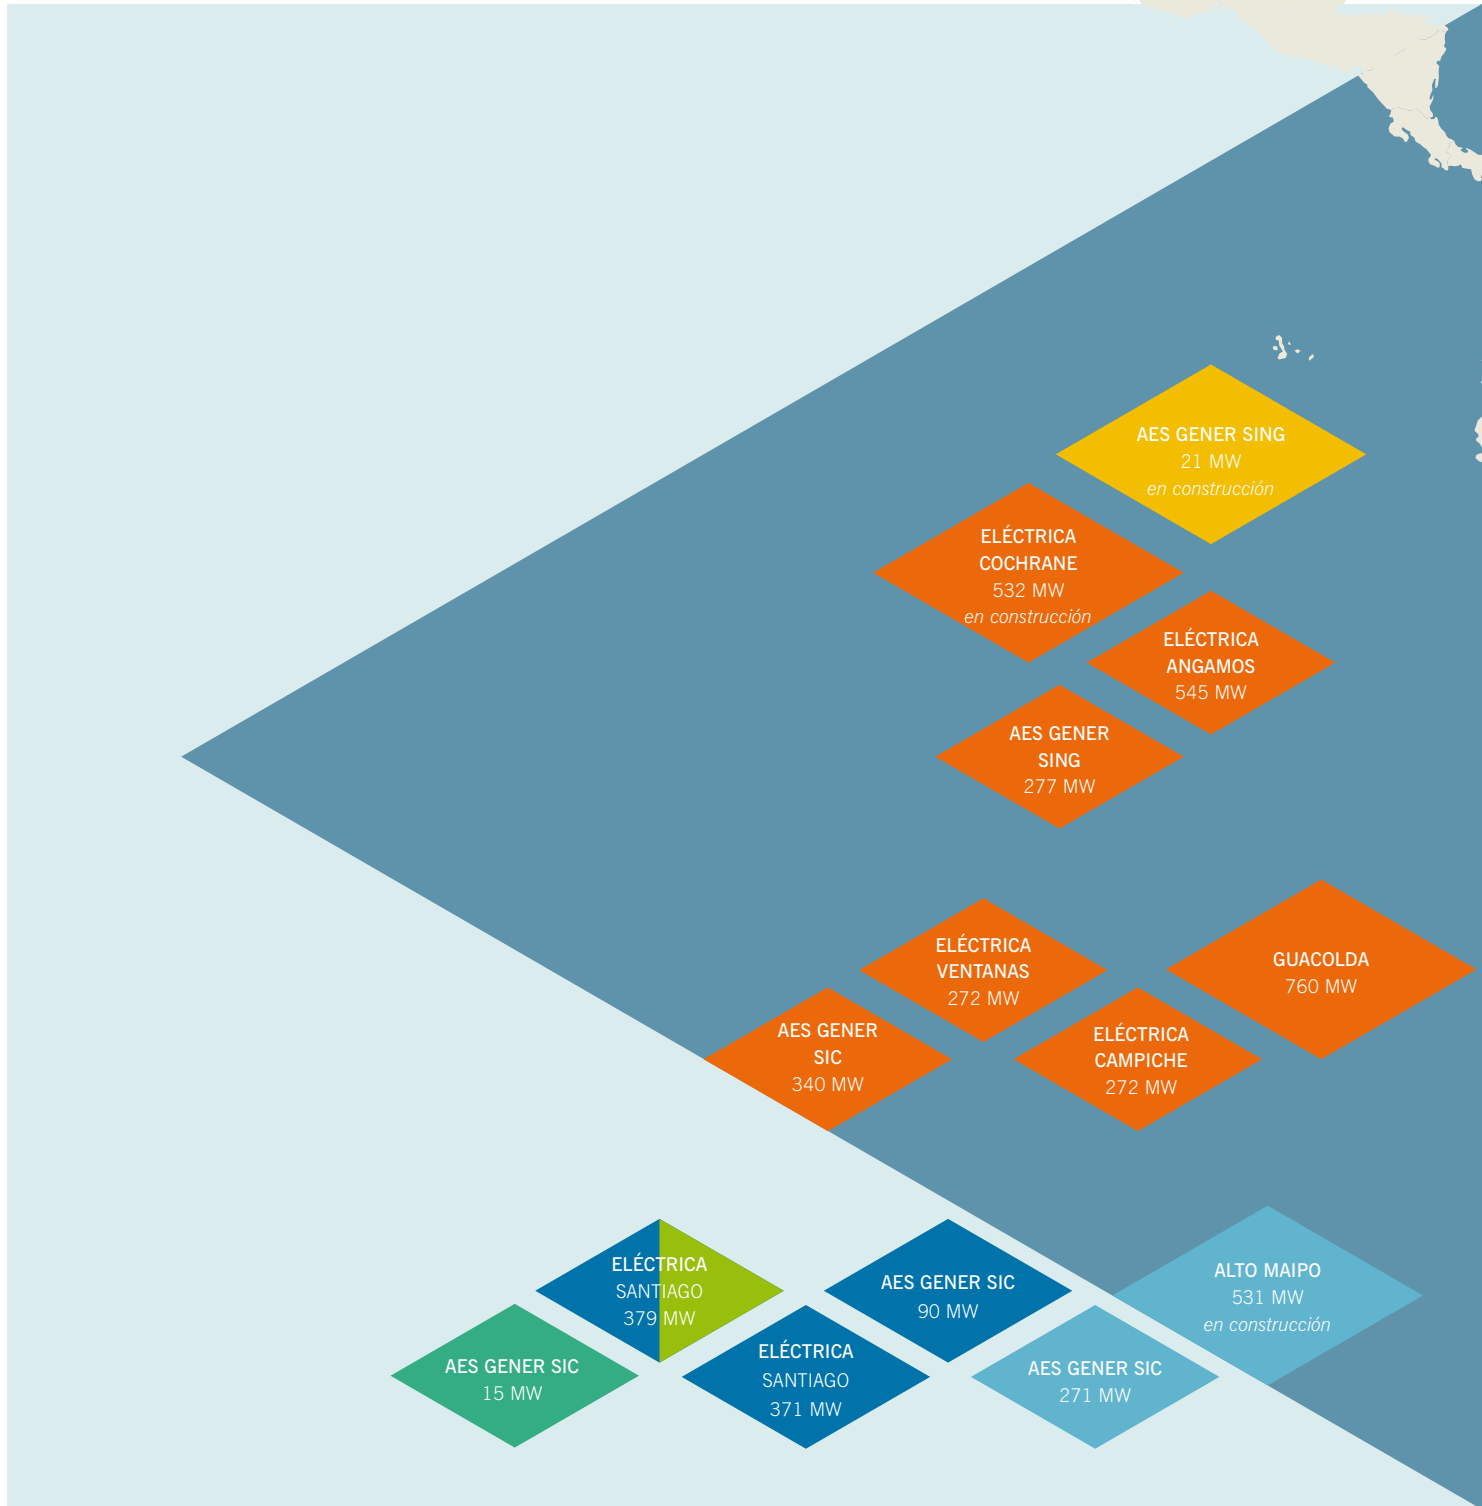 AES GENER SING
21 MW
en construcción
ELÉCTRICA
COCHRANE
532 MW
en construcción
ELÉCTRICA
ANGAMOS
545 MW
AES GENER
SING
277 MW
ELÉCTRICA
VENTANAS
272 MW
GUACOLDA
760 MW
AES GENER
SIC
340 MW
ELÉCTRICA
CAMPICHE
272 MW
ELÉCTRICA
SANTIAGO
379 MW
AES GENER SIC
90 MW
ALTO MAIPO
531 MW
en construcción
AES GENER SIC
15 MW
ELÉCTRICA
SANTIAGO
371 MW
AES GENER SIC
271 MW